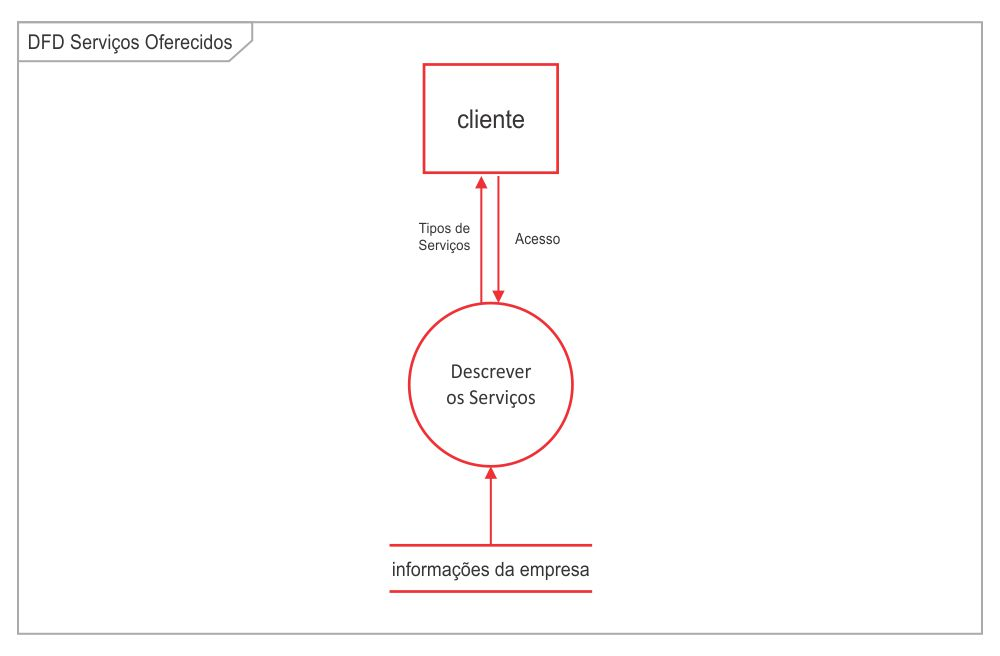 DFD Serviços Oferecidos
cliente
Tipos de
Serviços
Acesso
Descrever
os Serviços
informações da empresa